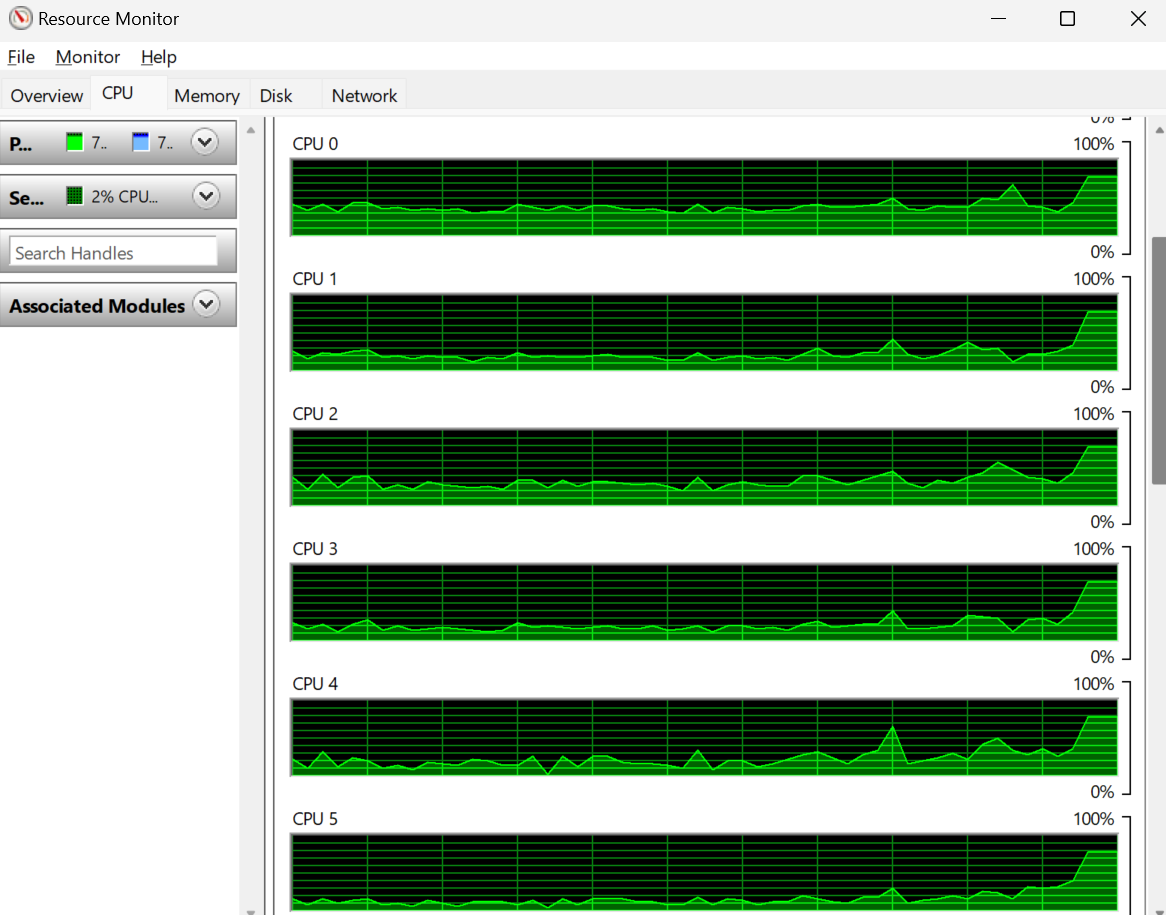 Resource Monitor
File Monitor Help
Overview CPU Memory Disk Network
P... 7.. 7..
Se... 2% CPU...
Search Handles
Associated Modules
0%
CPU 0 100%
0%
CPU 1 100%
0%
CPU 2 100%
0%
CPU 3 100%
0%
CPU 4 100%
0%
CPU 5 100%